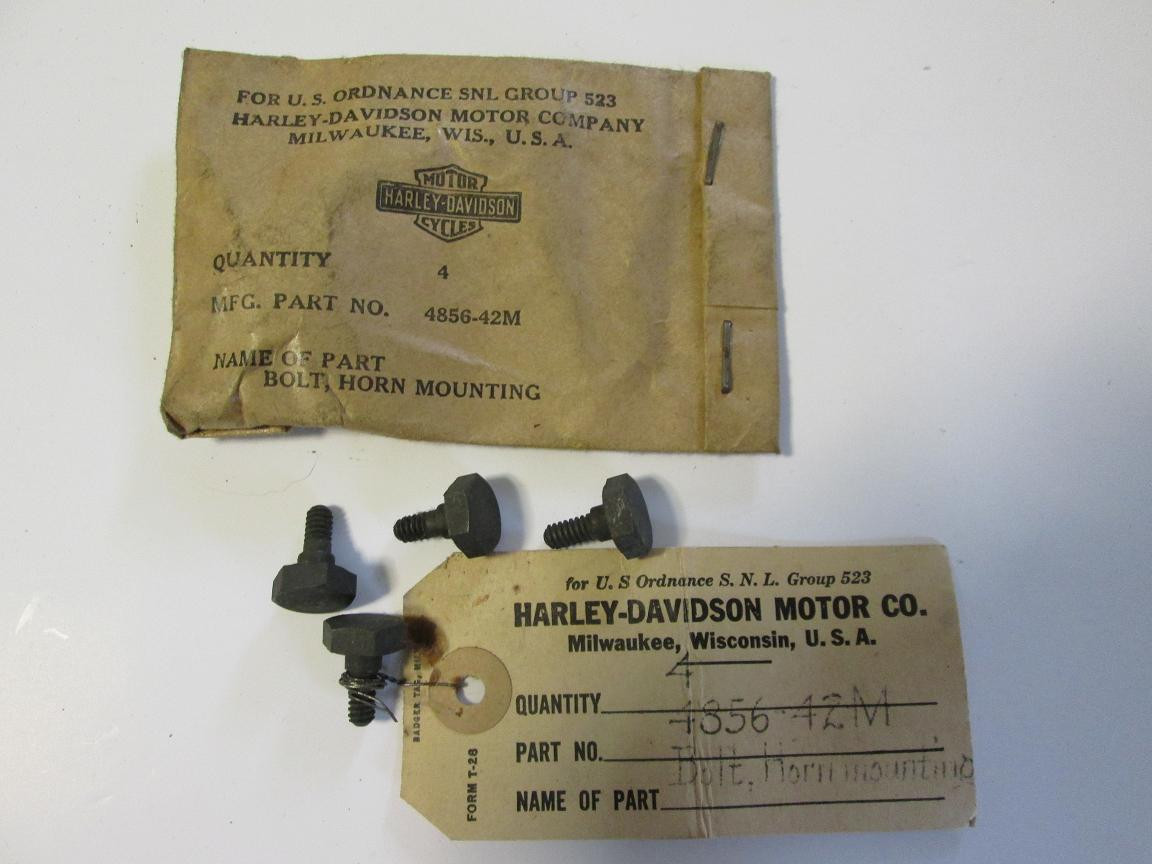 FOR U. S. ORDNANCE SNL GROUP 523
HARLEY-DAVIDSON MOTOR COMPANY
MILWAUKEE, WIS., U. S. A.
MOTOR
HARLEY-DAVIDSON
CYCLES
QUANTITY 4
MFG. PART NO. 4856-42M
NAME OF PART
BOLT, HORN MOUNTING
for U. S Ordnance S. N. L. Group 523
HARLEY-DAVIDSON MOTOR CO.
Milwaukee, Wisconsin, U. S. A.
4
QUANTITY
4856-42M
PART NO.
Bolt, Horn mounting
NAME OF PART
BADGER TAG, 
FORM T-28